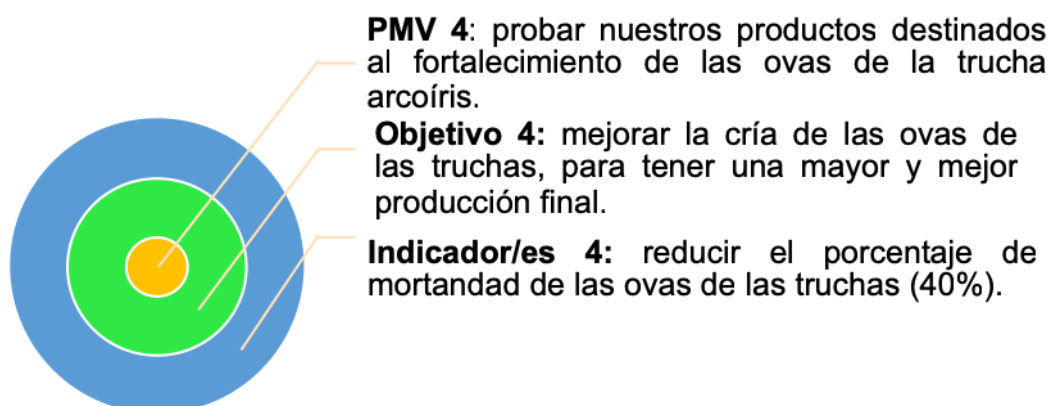 PMV 4: probar nuestros productos destinados
al fortalecimiento de las ovas de la trucha
arcoíris.
Objetivo 4: mejorar la cría de las ovas de
las truchas, para tener una mayor y mejor
producción final.
Indicador/es 4: reducir el porcentaje de
mortandad de las ovas de las truchas (40%).